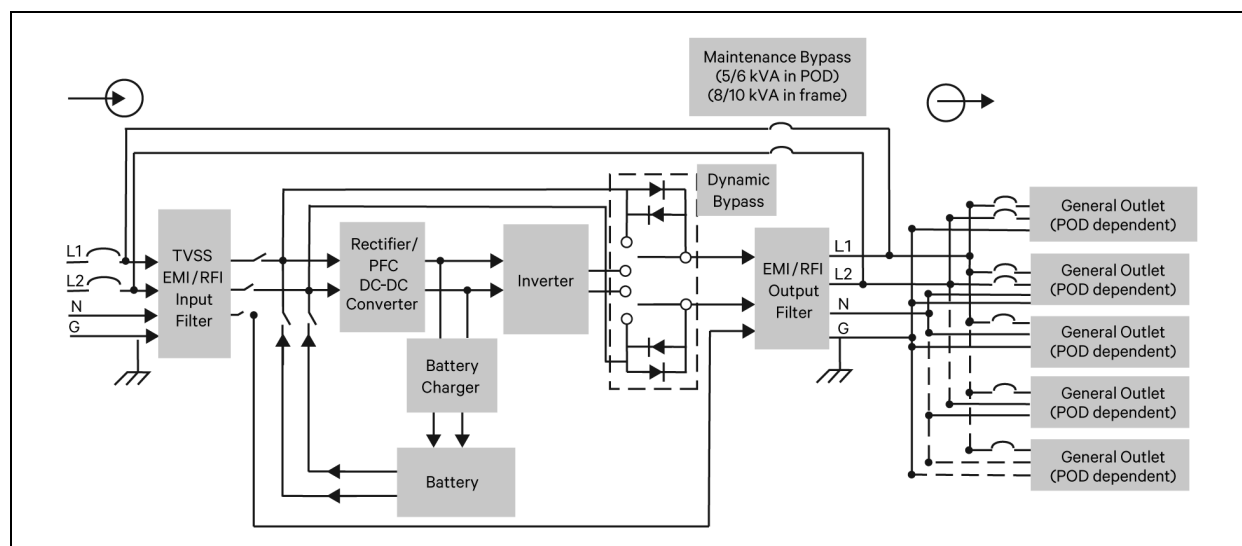 Maintenance Bypass
(5/6 kVA in POD)
(8/10 kVA in frame)
Dynamic
Bypass
L1
L2
N
G
TVSS
EMI/RFI
Input
Filter
Rectifier/
PFC
DC-DC
Converter
Inverter
Battery
Charger
Battery
EMI/RFI
Output
Filter
L1
L2
N
G
General Outlet
(POD dependent)
General Outlet
(POD dependent)
General Outlet
(POD dependent)
General Outlet
(POD dependent)
General Outlet
(POD dependent)